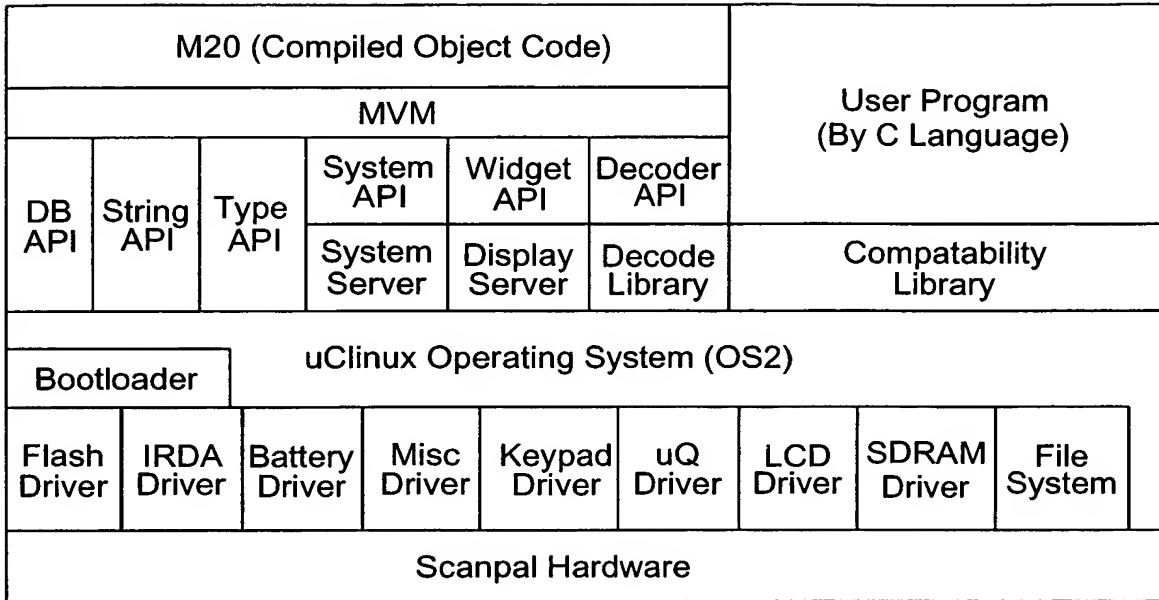 M20 (Compiled Object Code)
User Program
(By C Language)
MVM
DB
API
String
API
Type
API
System
API
Widget
API
Decoder
API
System
Server
Display
Server
Decode
Library
Compatability
Library
uClinux Operating System (OS2)
Bootloader
Flash
Driver
IRDA
Driver
Battery
Driver
Misc
Driver
Keypad
Driver
uQ
Driver
LCD
Driver
SDRAM
Driver
File
System
Scanpal Hardware